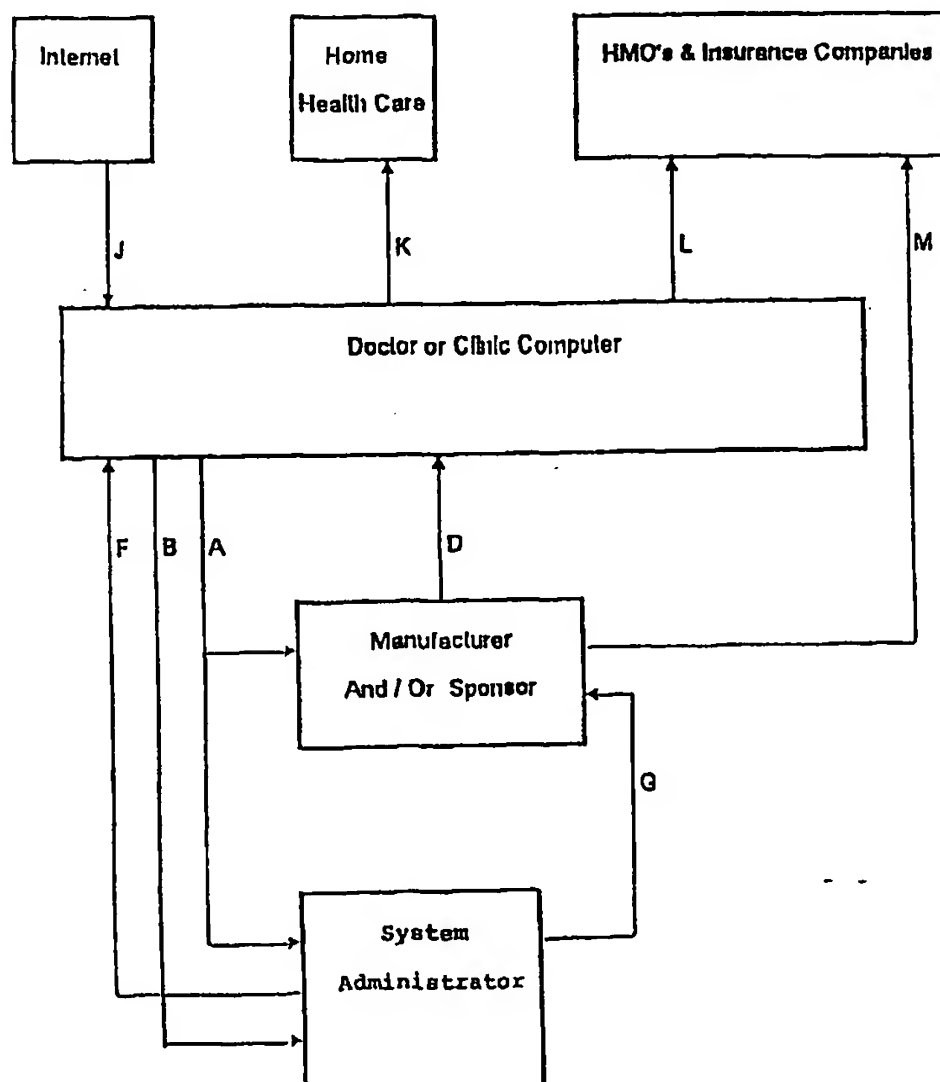 Internet
Home
Health Care
HMO's & Insurance Companies
J
K
L
M
Doctor or Clinic Computer
F
B
A
D
Manufacturer
And / Or Sponsor
G
System
Administrator